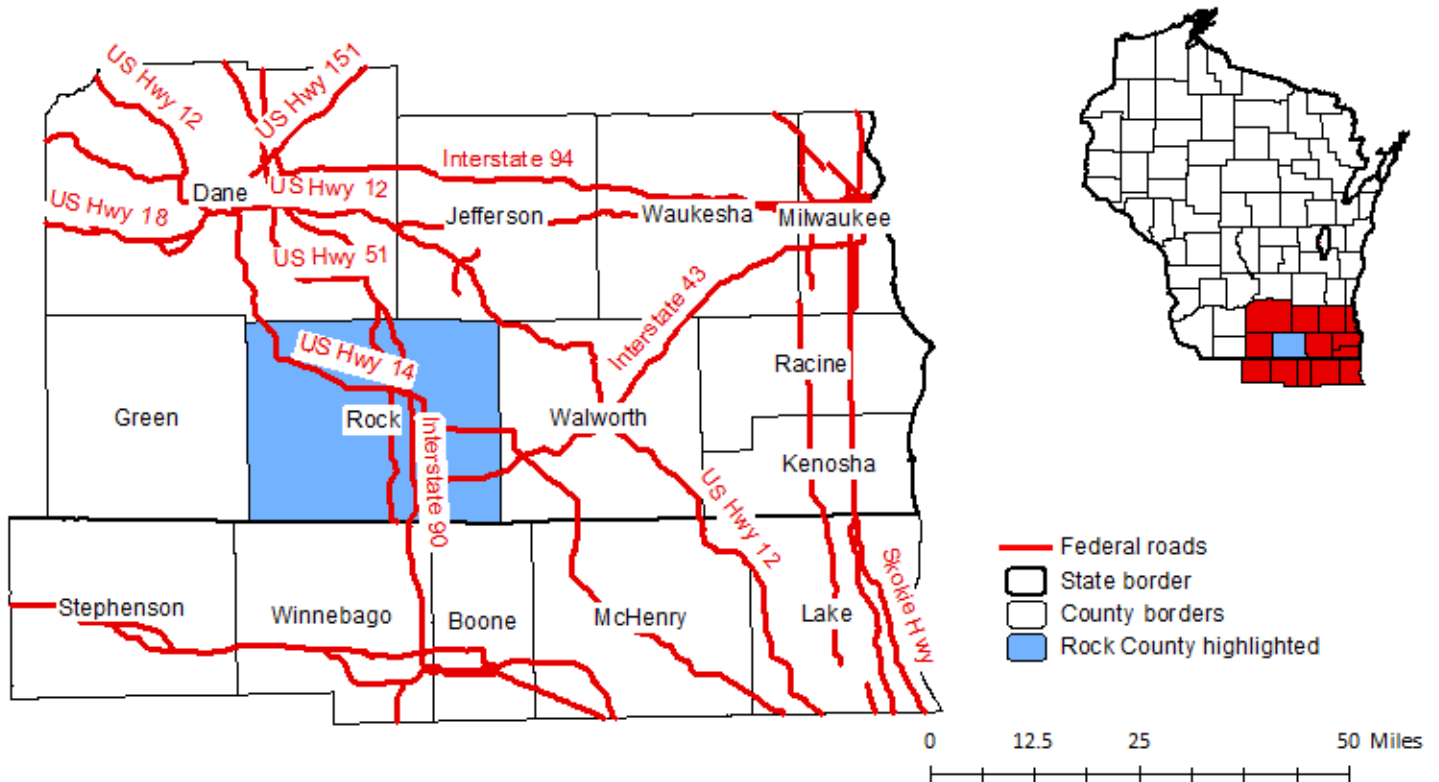 US Hwy 12
US Hwy 151
Interstate 94
Dane
US Hwy 12
US Hwy 18
Jefferson
Waukesha
Milwaukee
US Hwy 51
Interstate 43
US Hwy 14
Racine
Green
Rock
Walworth
Interstate 90
Kenosha
US Hwy 12
Skokie Hwy
Stephenson
Winnebago
Boone
McHenry
Lake
Federal roads
State border
County borders
Rock County highlighted
0 12.5 25 50 Miles